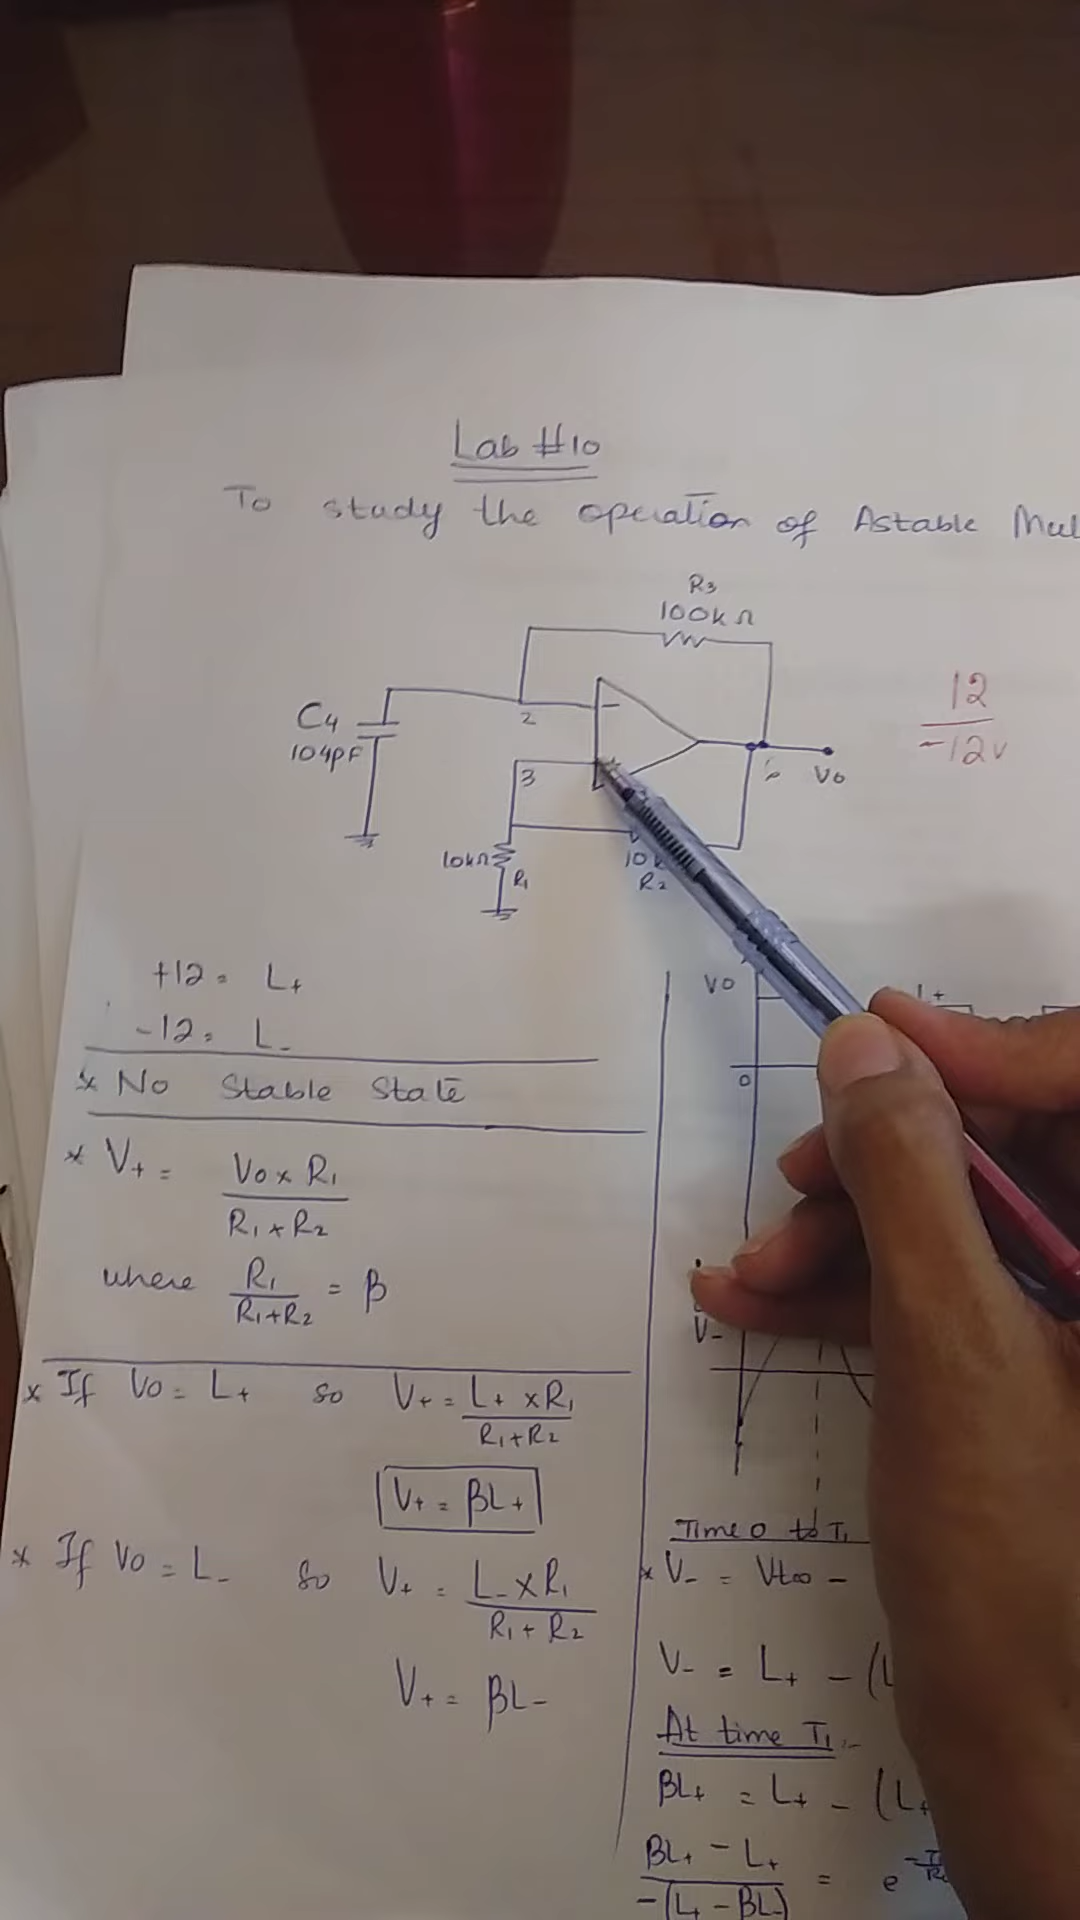 Lab #10
To study the operation of Astable Mul
R3
100kΩ
12
-12v
C4
104pF
2
-
3
6
Vo
10kΩ
R1
10k
R2
+12 = L+
-12 = L-
* No Stable State
* V+ = Vo x R1
R1 + R2
where R1 = β
R1+R2
* If Vo = L+ so V+ = L+ x R1
R1+R2
V+ = βL+
* If Vo = L- so V+ = L- x R1
R1 + R2
V+ = βL-
Vo
L+
0
V-
Time 0 to T1
* V- = Vt∞ -
V- = L+ - (L
At time T1:-
βL+ = L+ - (L+
βL+ - L+ = e
-(L+ - βL-)